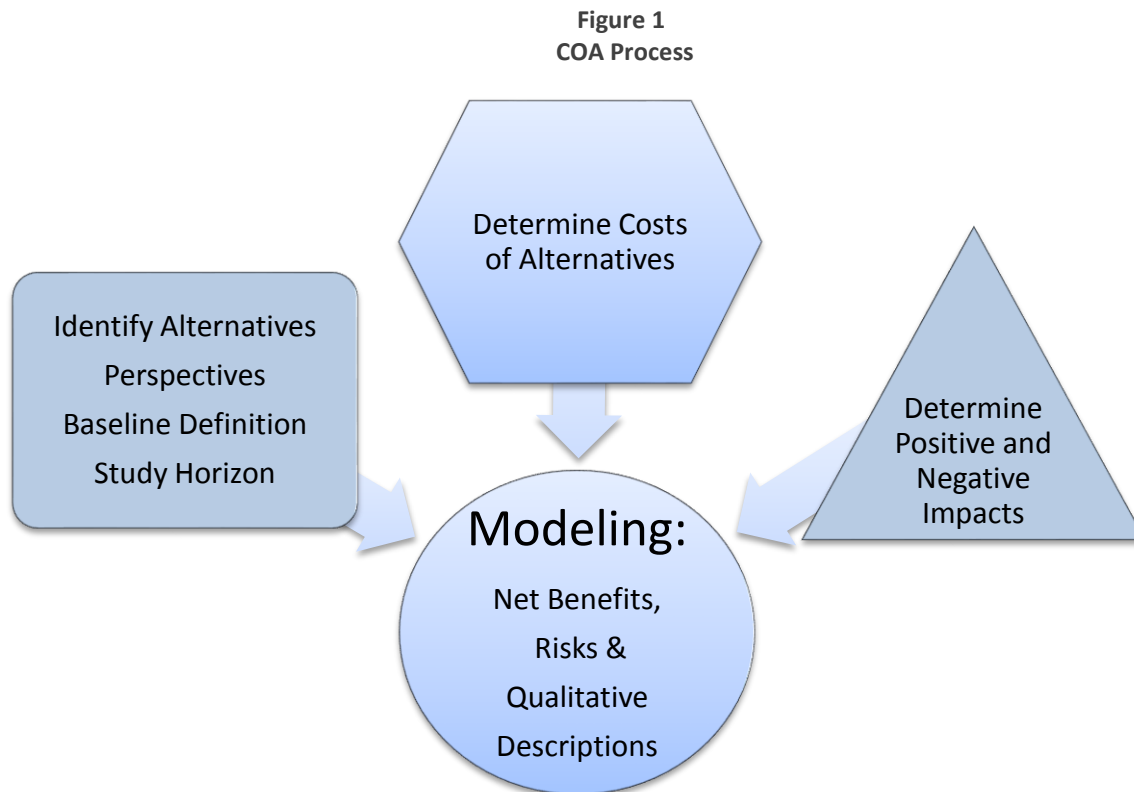 Figure 1
COA Process
Determine Costs
of Alternatives
Identify Alternatives
Perspectives
Baseline Definition
Study Horizon
Determine
Positive and
Negative
Impacts
Modeling:
Net Benefits,
Risks &
Qualitative
Descriptions